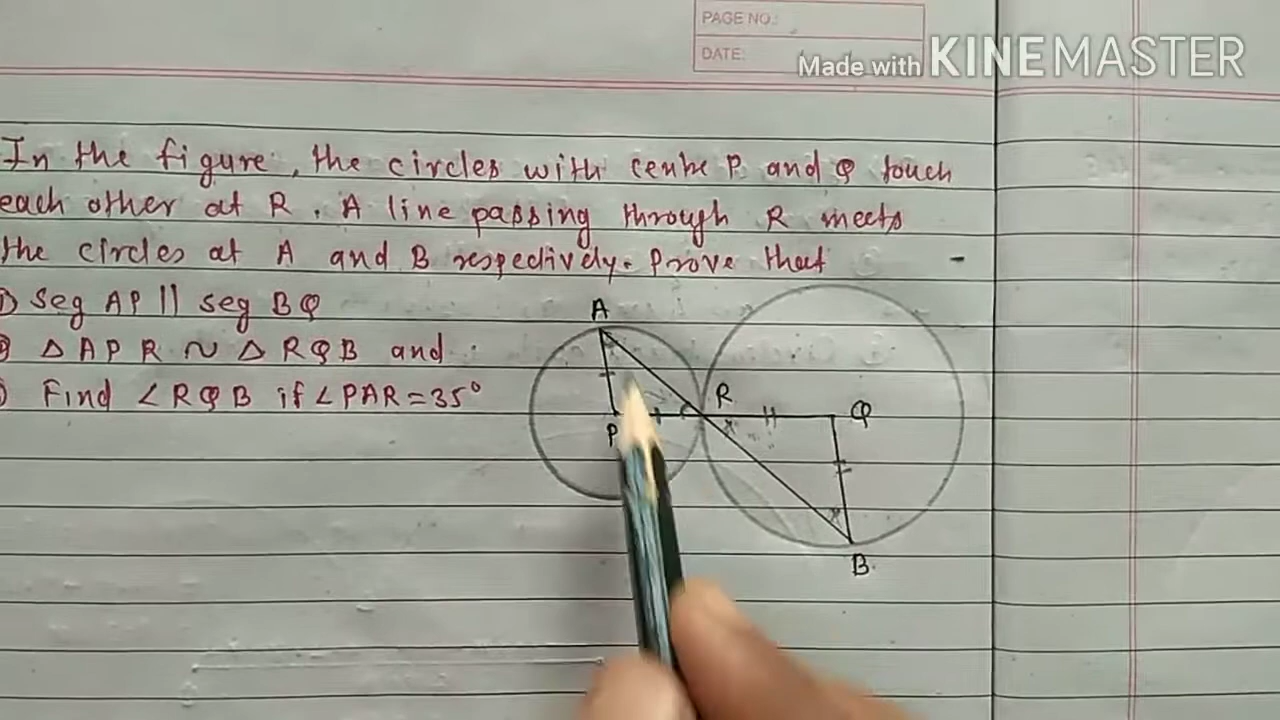 PAGE NO.:
DATE:
Made with KINEMASTER
In the figure, the circles with centre P and Q touch
each other at R. A line passing through R meets
the circles at A and B respectively. Prove that -
Seg AP || seg BQ
△ APR ~ △ RQB and
Find ∠RQB if ∠PAR = 35°
A
R
Q
P
B